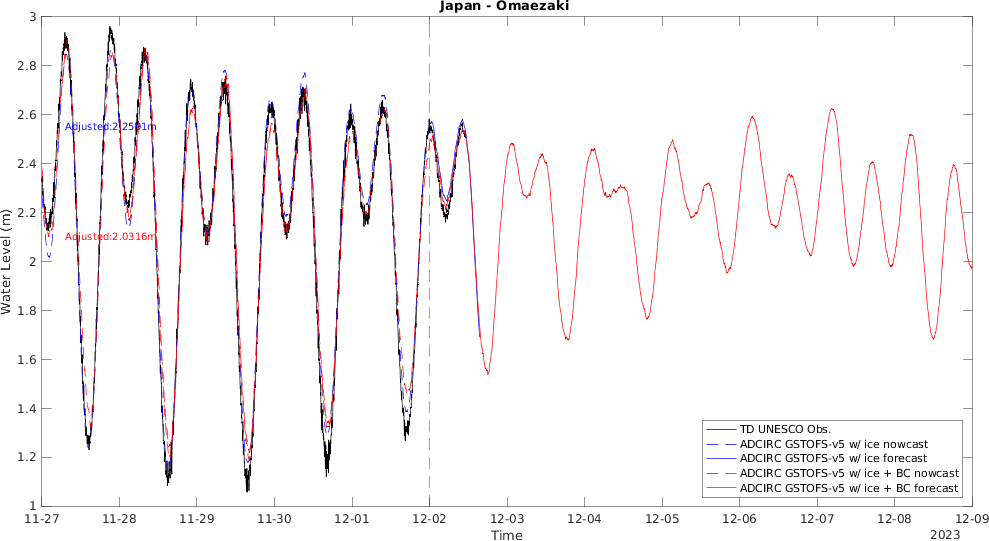 Japan - Omaezaki
3
2.8
2.6
2.4
2.2
2
1.8
1.6
1.4
1.2
1
Water Level (m)
Adjusted:2.2591m
Adjusted:2.0316m
TD UNESCO Obs.
ADCIRC GSTOFS-v5 w/ ice nowcast
ADCIRC GSTOFS-v5 w/ ice forecast
ADCIRC GSTOFS-v5 w/ ice + BC nowcast
ADCIRC GSTOFS-v5 w/ ice + BC forecast
11-27 11-28 11-29 11-30 12-01 12-02 12-03 12-04 12-05 12-06 12-07 12-08 12-09
Time
2023